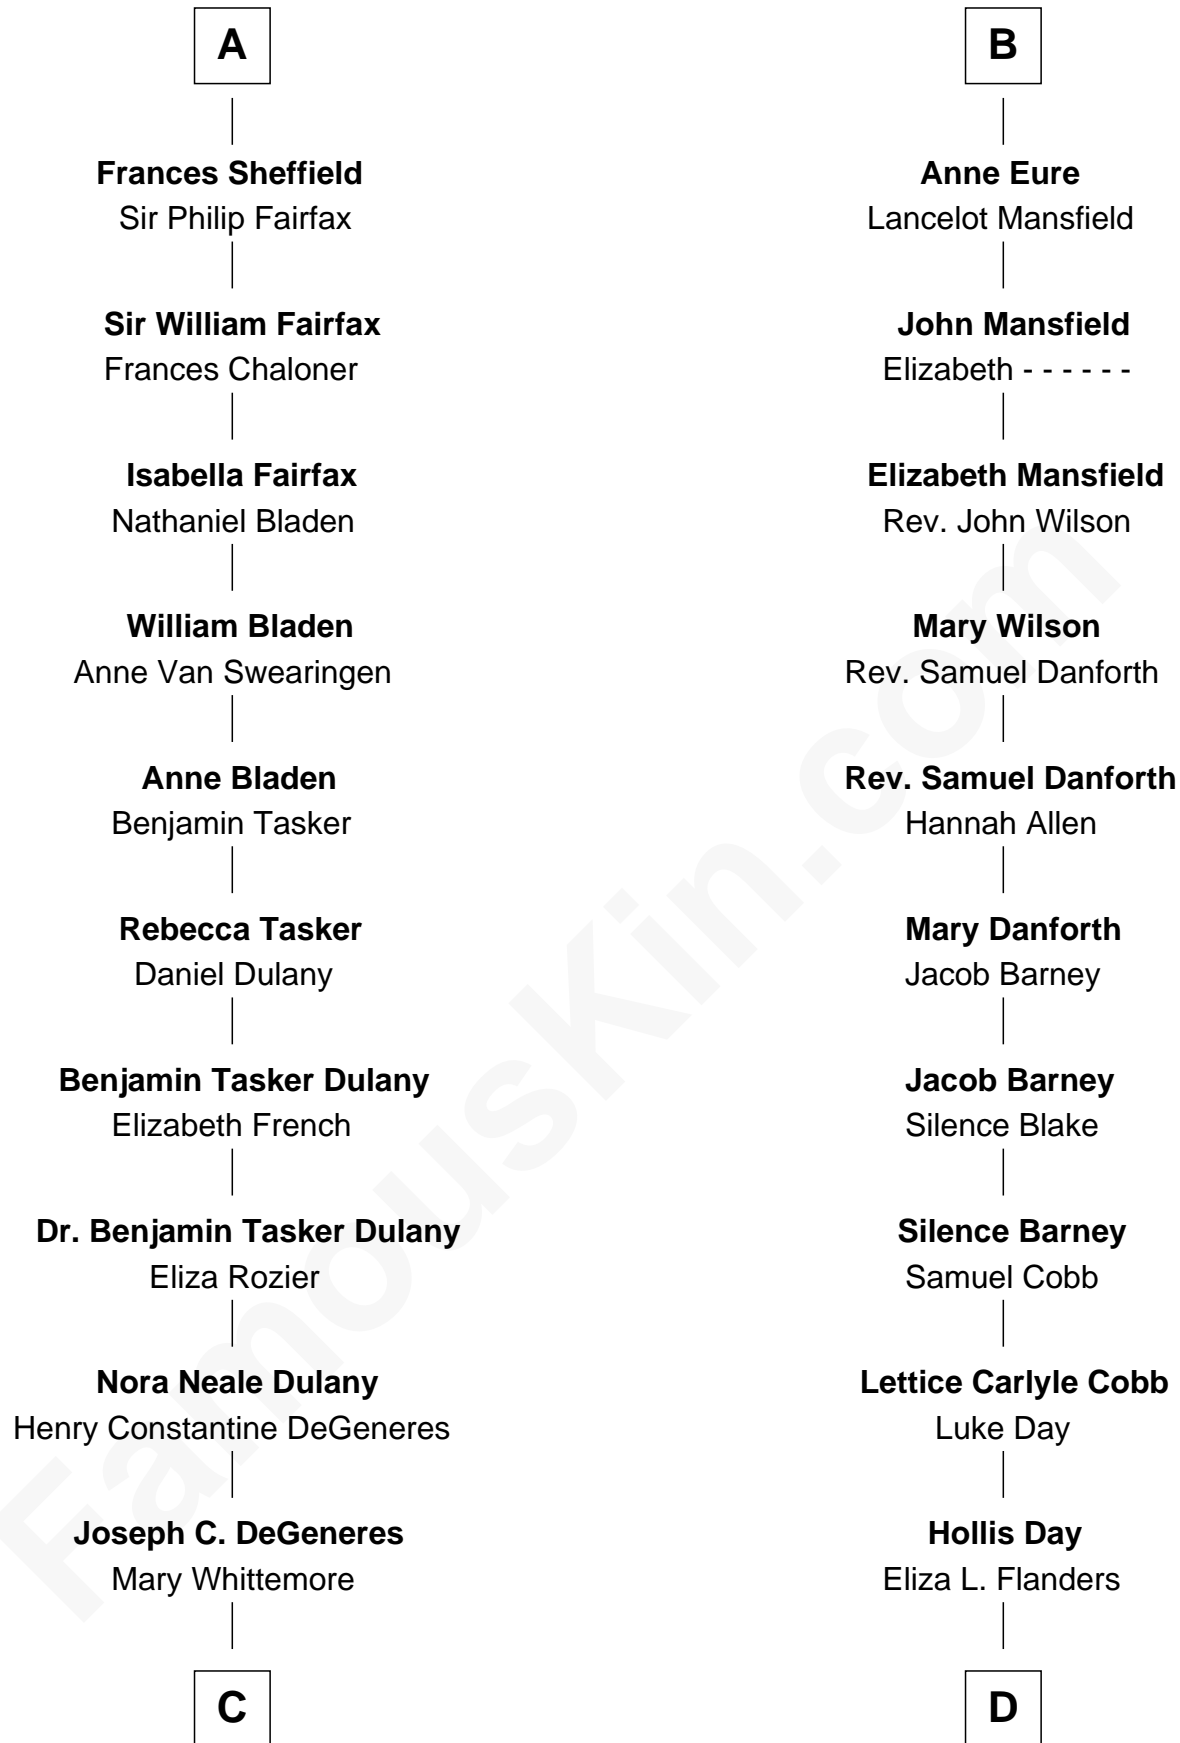 A
Frances Sheffield
Sir Philip Fairfax
Sir William Fairfax
Frances Chaloner
Isabella Fairfax
Nathaniel Bladen
William Bladen
Anne Van Swearingen
Anne Bladen
Benjamin Tasker
Rebecca Tasker
Daniel Dulany
Benjamin Tasker Dulany
Elizabeth French
Dr. Benjamin Tasker Dulany
Eliza Rozier
Nora Neale Dulany
Henry Constantine DeGeneres
Joseph C. DeGeneres
Mary Whittemore
C
B
Anne Eure
Lancelot Mansfield
John Mansfield
Elizabeth - - - - - -
Elizabeth Mansfield
Rev. John Wilson
Mary Wilson
Rev. Samuel Danforth
Rev. Samuel Danforth
Hannah Allen
Mary Danforth
Jacob Barney
Jacob Barney
Silence Blake
Silence Barney
Samuel Cobb
Lettice Carlyle Cobb
Luke Day
Hollis Day
Eliza L. Flanders
D
FamousKin.com